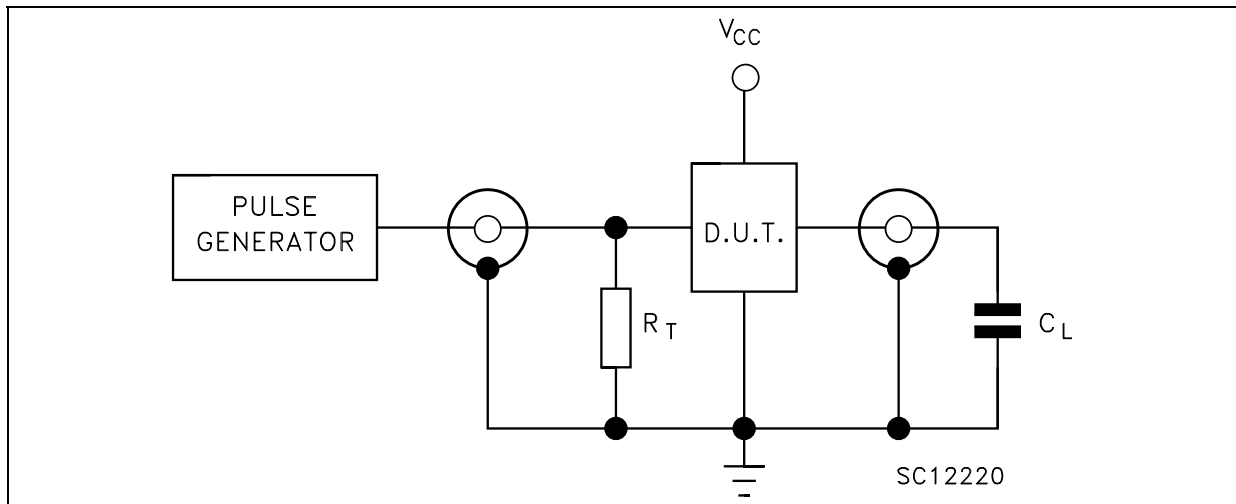 VCC
PULSE
GENERATOR
D.U.T.
RT
CL
SC12220